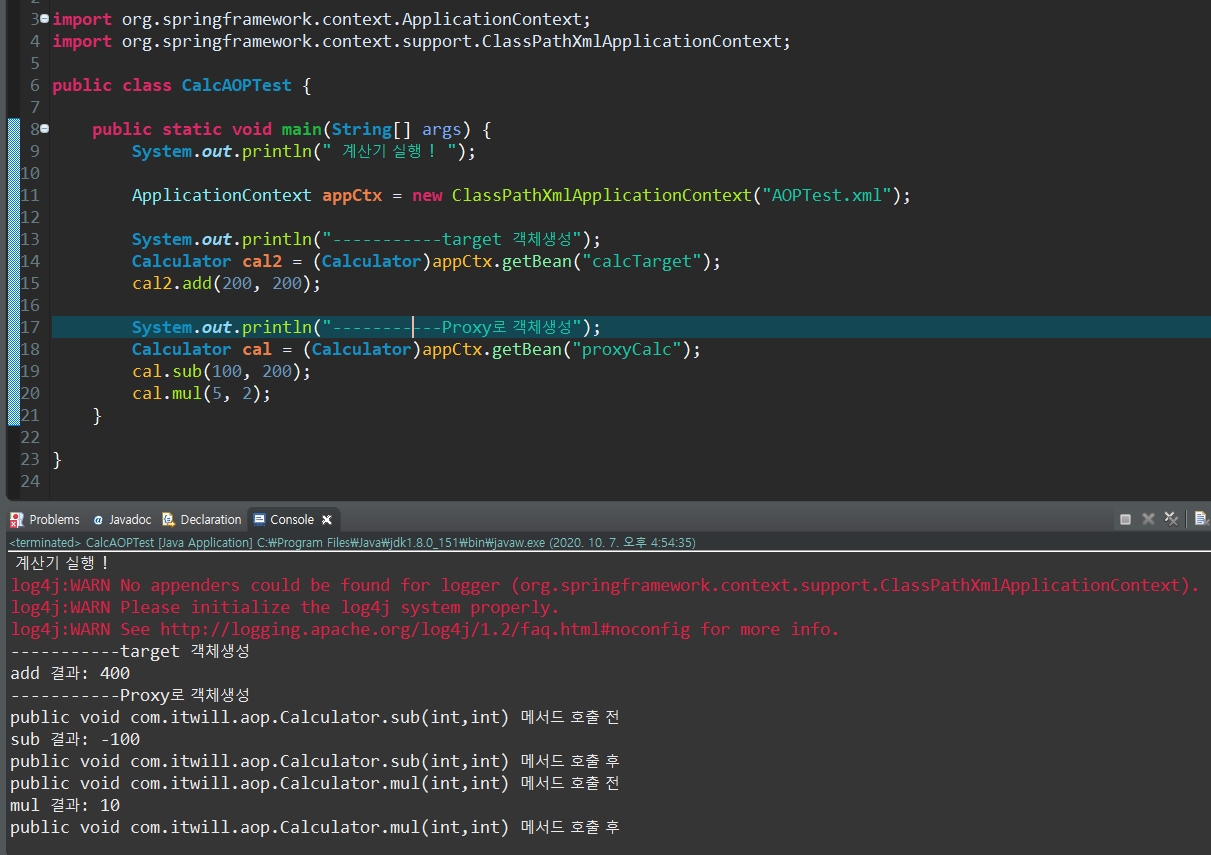 2
3 import org.springframework.context.ApplicationContext;
4 import org.springframework.context.support.ClassPathXmlApplicationContext;
5
6 public class CalcAOPTest {
7
8 public static void main(String[] args) {
9 System.out.println(" 계산기 실행 ! ");
10
11 ApplicationContext appCtx = new ClassPathXmlApplicationContext("AOPTest.xml");
12
13 System.out.println("-----------target 객체생성");
14 Calculator cal2 = (Calculator)appCtx.getBean("calcTarget");
15 cal2.add(200, 200);
16
17 System.out.println("-----------Proxy로 객체생성");
18 Calculator cal = (Calculator)appCtx.getBean("proxyCalc");
19 cal.sub(100, 200);
20 cal.mul(5, 2);
21 }
22
23 }
24
Problems Javadoc Declaration Console
<terminated> CalcAOPTest [Java Application] C:₩Program Files₩Java₩jdk1.8.0_151₩bin₩javaw.exe (2020. 10. 7. 오후 4:54:35)
계산기 실행 !
log4j:WARN No appenders could be found for logger (org.springframework.context.support.ClassPathXmlApplicationContext).
log4j:WARN Please initialize the log4j system properly.
log4j:WARN See http://logging.apache.org/log4j/1.2/faq.html#noconfig for more info.
-----------target 객체생성
add 결과: 400
-----------Proxy로 객체생성
public void com.itwill.aop.Calculator.sub(int,int) 메서드 호출 전
sub 결과: -100
public void com.itwill.aop.Calculator.sub(int,int) 메서드 호출 후
public void com.itwill.aop.Calculator.mul(int,int) 메서드 호출 전
mul 결과: 10
public void com.itwill.aop.Calculator.mul(int,int) 메서드 호출 후